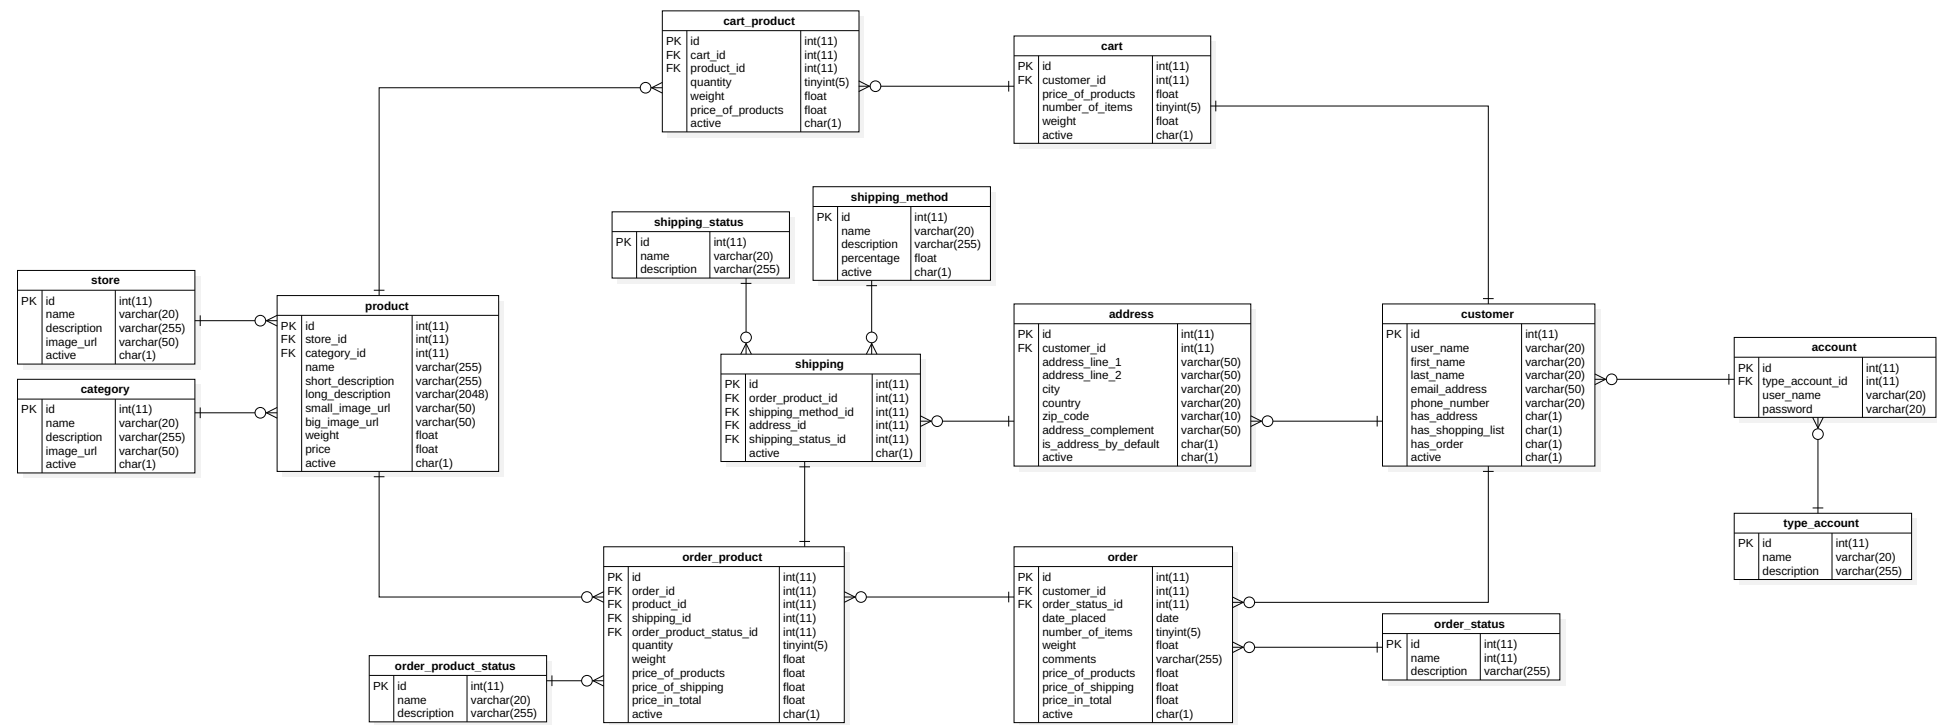 cart_product
PK id int(11)
FK cart_id int(11)
FK product_id int(11)
quantity tinyint(5)
weight float
price_of_products float
active char(1)
cart
PK id int(11)
FK customer_id int(11)
price_of_products float
number_of_items tinyint(5)
weight float
active char(1)
shipping_method
PK id int(11)
name varchar(20)
description varchar(255)
percentage float
active char(1)
shipping_status
PK id int(11)
name varchar(20)
description varchar(255)
store
PK id int(11)
name varchar(20)
description varchar(255)
image_url varchar(50)
active char(1)
product
PK id int(11)
FK store_id int(11)
FK category_id int(11)
name varchar(255)
short_description varchar(255)
long_description varchar(2048)
small_image_url varchar(50)
big_image_url varchar(50)
weight float
price float
active char(1)
address
PK id int(11)
FK customer_id int(11)
address_line_1 varchar(50)
address_line_2 varchar(50)
city varchar(20)
country varchar(20)
zip_code varchar(10)
address_complement varchar(50)
is_address_by_default char(1)
active char(1)
customer
PK id int(11)
user_name varchar(20)
first_name varchar(20)
last_name varchar(20)
email_address varchar(50)
phone_number varchar(20)
has_address char(1)
has_shopping_list char(1)
has_order char(1)
active char(1)
account
PK id int(11)
FK type_account_id int(11)
user_name varchar(20)
password varchar(20)
category
PK id int(11)
name varchar(20)
description varchar(255)
image_url varchar(50)
active char(1)
shipping
PK id int(11)
FK order_product_id int(11)
FK shipping_method_id int(11)
FK address_id int(11)
FK shipping_status_id int(11)
active char(1)
type_account
PK id int(11)
name varchar(20)
description varchar(255)
order_product
PK id int(11)
FK order_id int(11)
FK product_id int(11)
FK shipping_id int(11)
FK order_product_status_id int(11)
quantity tinyint(5)
weight float
price_of_products float
price_of_shipping float
price_in_total float
active char(1)
order
PK id int(11)
FK customer_id int(11)
FK order_status_id int(11)
date_placed date
number_of_items tinyint(5)
weight float
comments varchar(255)
price_of_products float
price_of_shipping float
price_in_total float
active char(1)
order_status
PK id int(11)
name int(11)
description varchar(255)
order_product_status
PK id int(11)
name varchar(20)
description varchar(255)